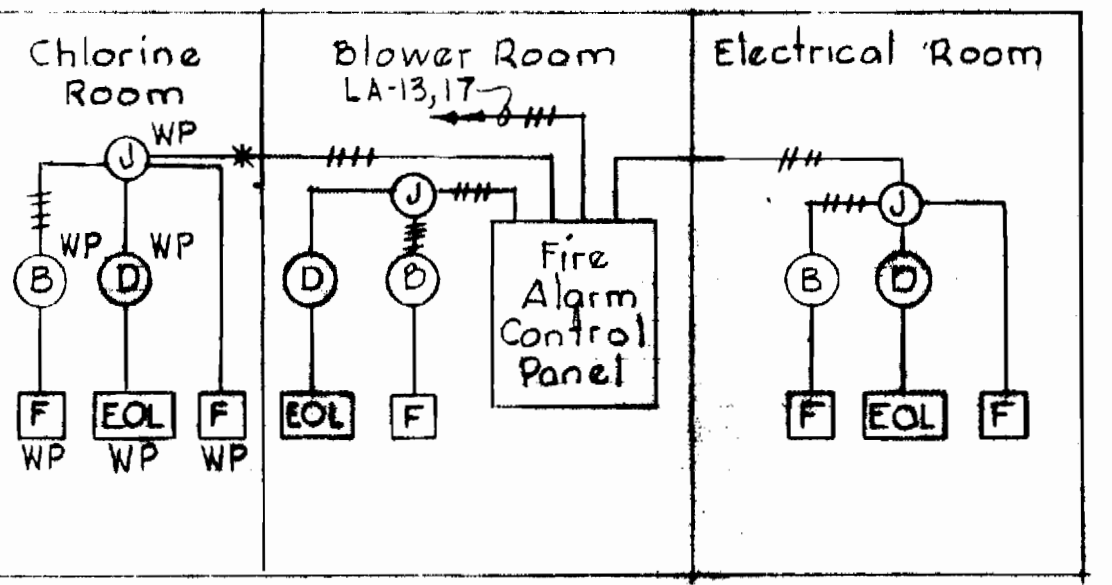 Chlorine
Room
Blower Room
LA-13,17
Electrical Room
J
WP
J
J
WP
WP
B
D
D
B
B
D
Fire
Alarm
Control
Panel
F
EOL
F
EOL
F
F
EOL
F
WP
WP
WP